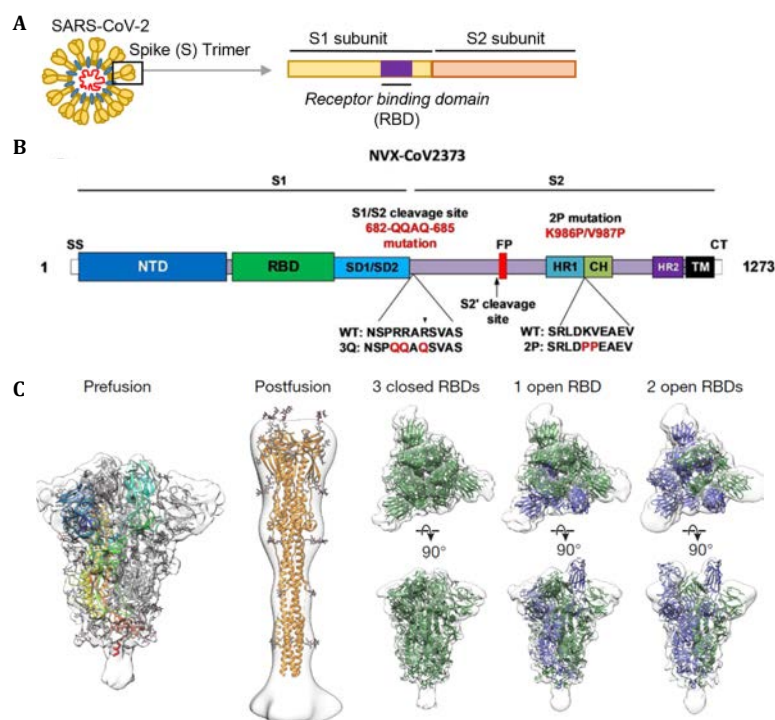 A
SARS-CoV-2
Spike (S) Trimer
S1 subunit
S2 subunit
Receptor binding domain
(RBD)
B
NVX-CoV2373
S1
S2
S1/S2 cleavage site
682-QQAQ-685
mutation
2P mutation
K986P/V987P
SS
FP
CT
1
NTD
RBD
SD1/SD2
HR1
CH
HR2
TM
1273
S2' cleavage
site
WT: NSPRRARSVAS
3Q: NSPQQAQSVAS
WT: SRLDKVEAEV
2P: SRLDPPEAEV
C
Prefusion
Postfusion
3 closed RBDs
1 open RBD
2 open RBDs
90°
90°
90°